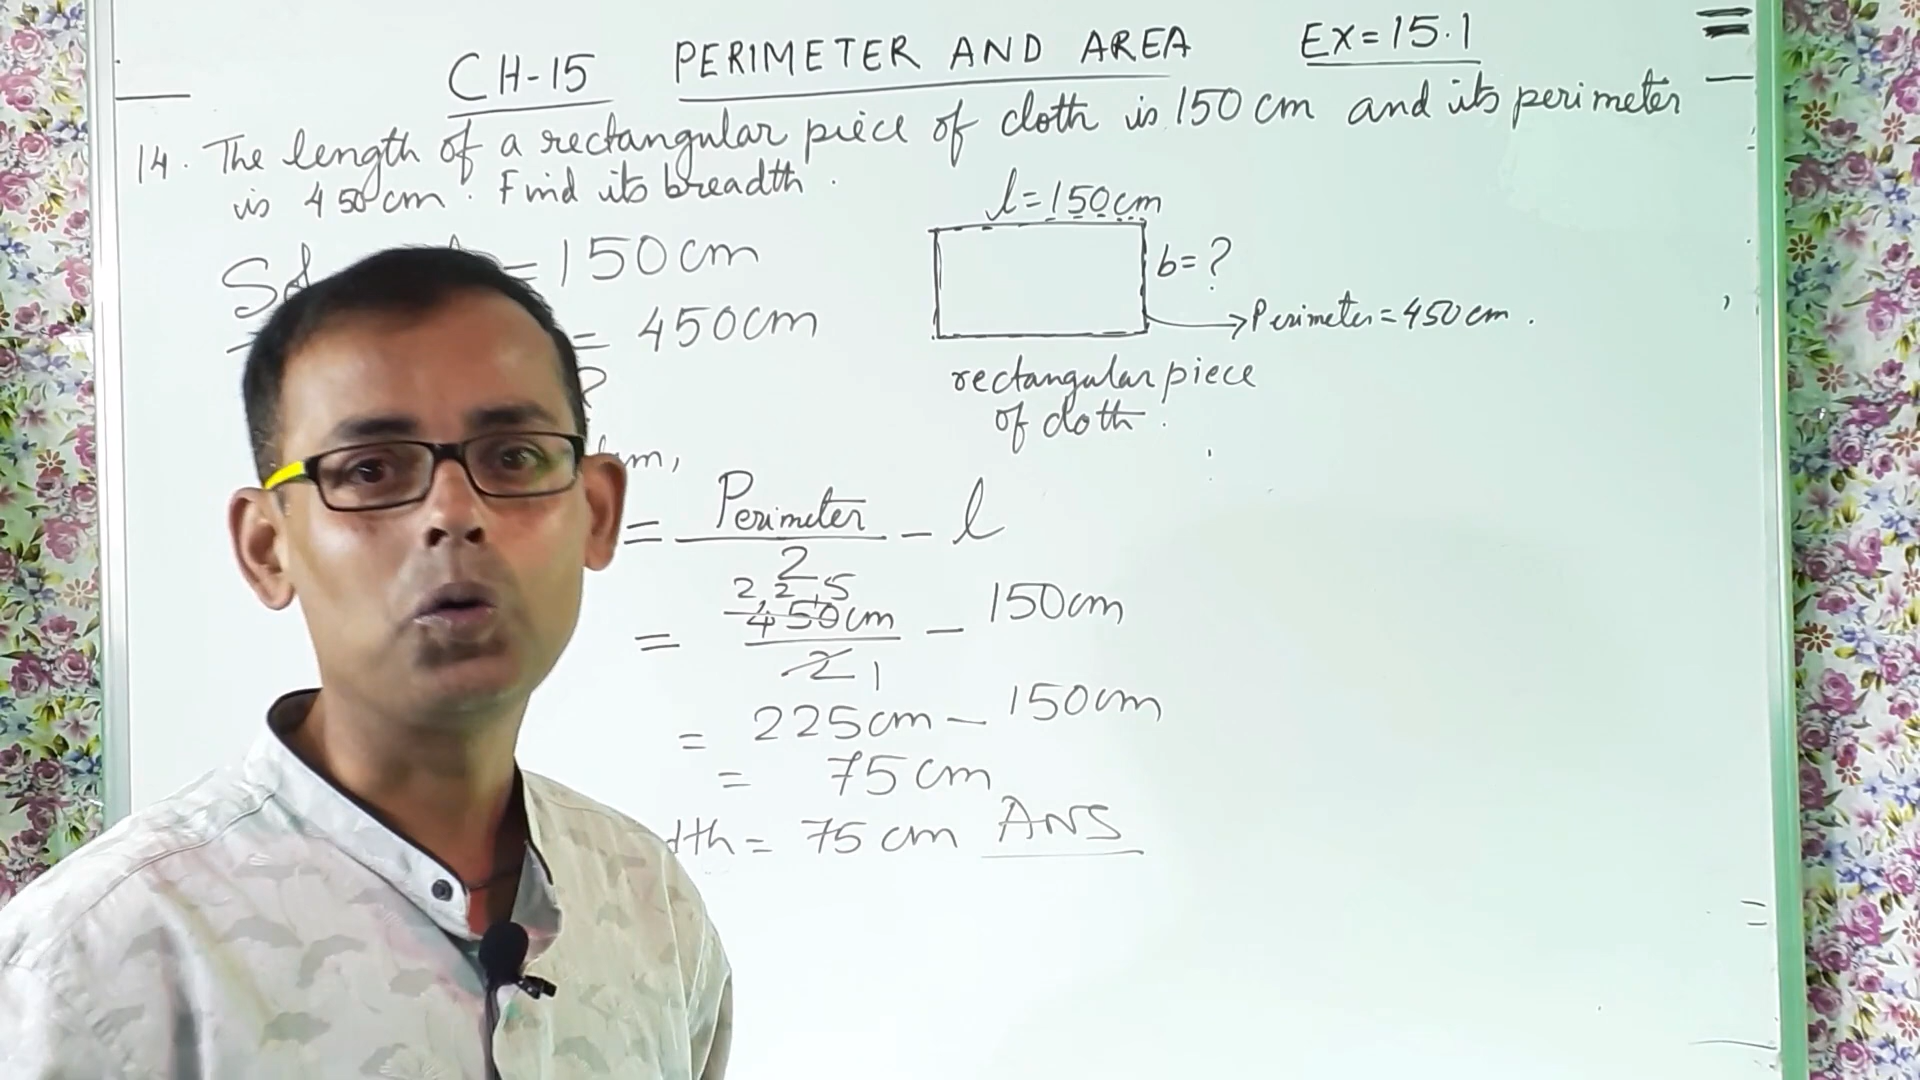 CH-15 PERIMETER AND AREA Ex=15.1
14. The length of a rectangular piece of cloth is 150 cm and its perimeter
is 450 cm. Find its breadth.
l=150cm
= 150cm
b=?
= 450cm
Perimeter=450cm.
?
rectangular piece
of cloth.
= Perimeter - l
2
2 2 5
= 450cm - 150cm
2 1
= 225cm - 150cm
= 75cm
dth = 75cm ANS